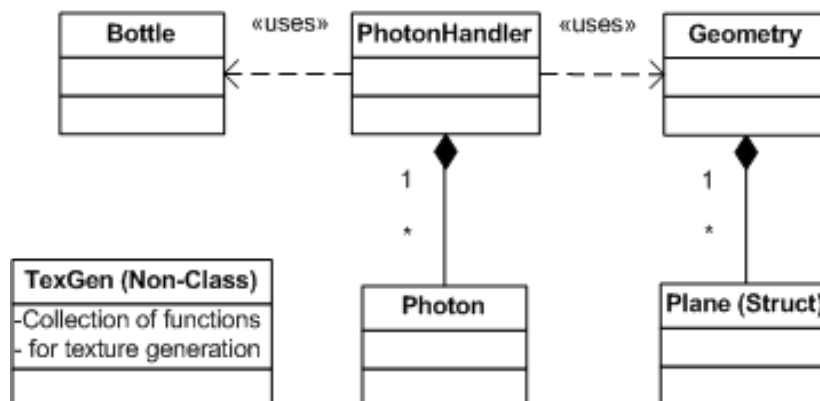 Bottle
«uses»
PhotonHandler
«uses»
Geometry
1
*
1
*
TexGen (Non-Class)
-Collection of functions
- for texture generation
Photon
Plane (Struct)